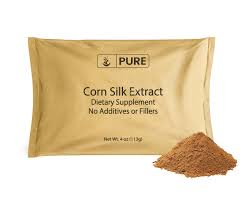 PURE
Corn Silk Extract
Dietary Supplement
No Additives or Fillers
Net Wt. 4 oz (113g)